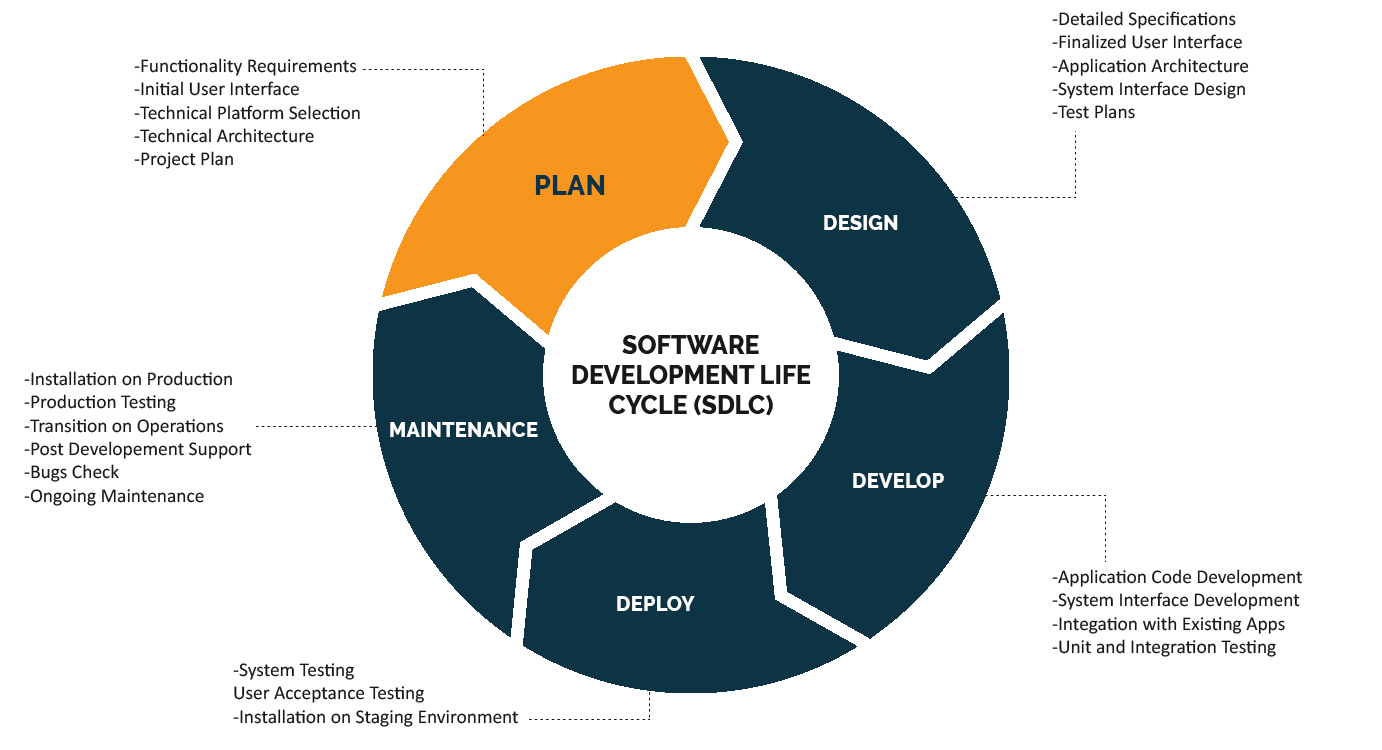 -Functionality Requirements
-Initial User Interface
-Technical Platform Selection
-Technical Architecture
-Project Plan
PLAN
-Detailed Specifications
-Finalized User Interface
-Application Architecture
-System Interface Design
-Test Plans
DESIGN
SOFTWARE
DEVELOPMENT LIFE
CYCLE (SDLC)
DEVELOP
-Application Code Development
-System Interface Development
-Integation with Existing Apps
-Unit and Integration Testing
DEPLOY
-System Testing
User Acceptance Testing
-Installation on Staging Environment
MAINTENANCE
-Installation on Production
-Production Testing
-Transition on Operations
-Post Developement Support
-Bugs Check
-Ongoing Maintenance